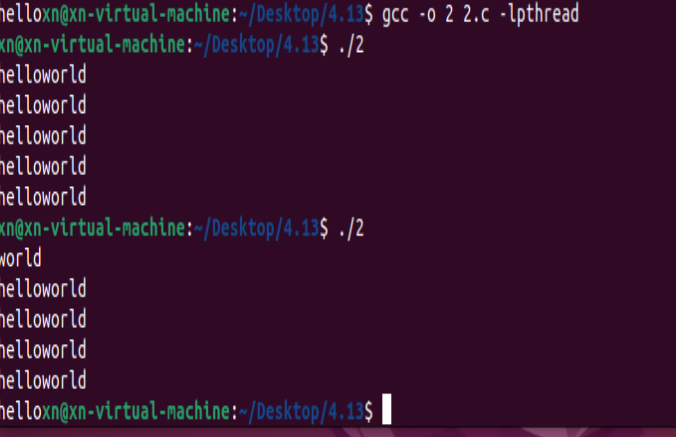 helloxn@xn-virtual-machine:~/Desktop/4.13$ gcc -o 2 2.c -lpthread
xn@xn-virtual-machine:~/Desktop/4.13$ ./2
helloworld
helloworld
helloworld
helloworld
helloworld
xn@xn-virtual-machine:~/Desktop/4.13$ ./2
world
helloworld
helloworld
helloworld
helloworld
helloxn@xn-virtual-machine:~/Desktop/4.13$